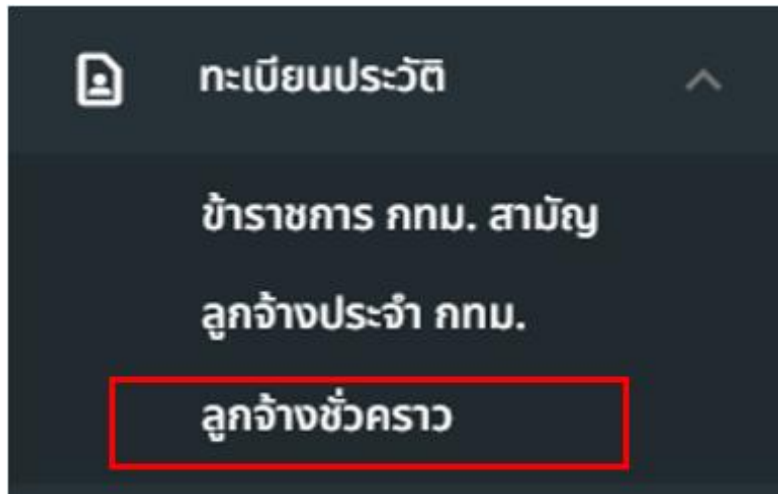 ทะเบียนประวัติ
ข้าราชการ กทม. สามัญ
ลูกจ้างประจำ กทม.
ลูกจ้างชั่วคราว